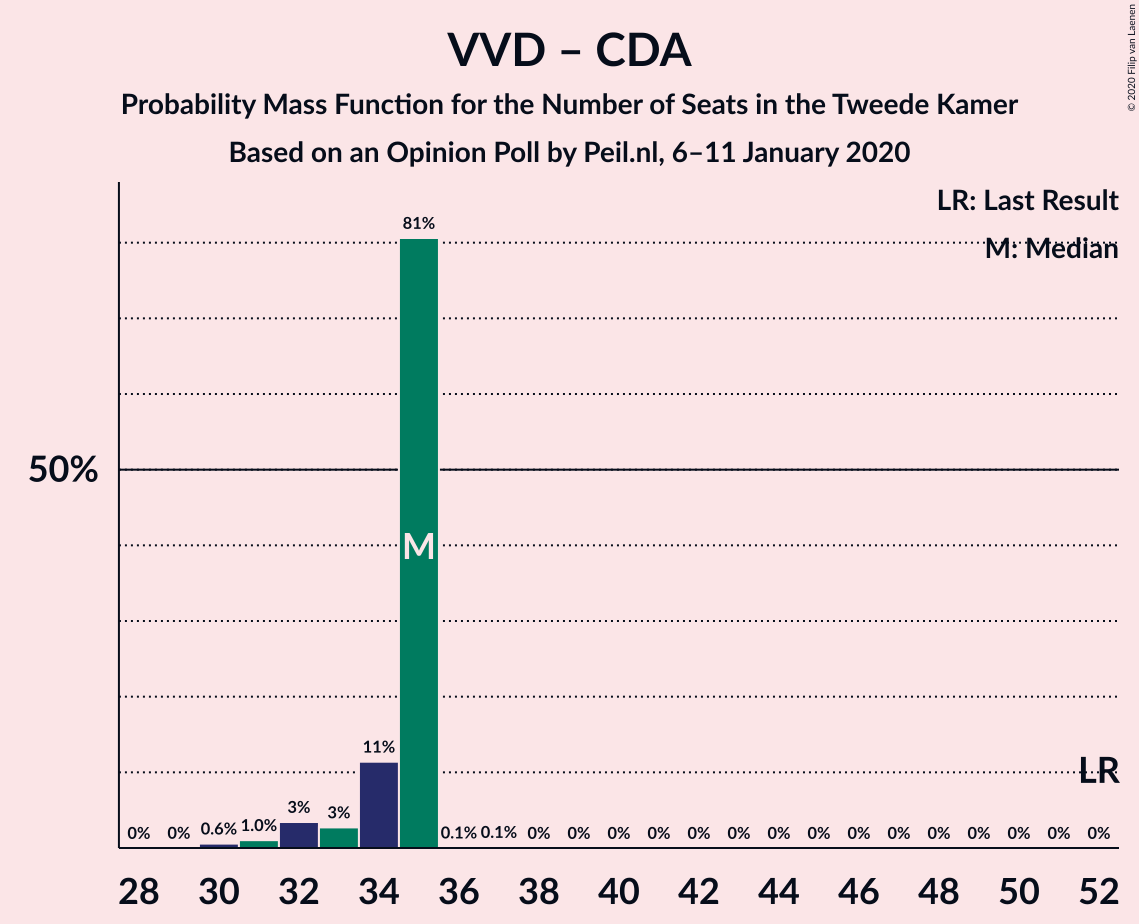 VVD – CDA
Probability Mass Function for the Number of Seats in the Tweede Kamer
Based on an Opinion Poll by Peil.nl, 6–11 January 2020
© 2020 Filip van Laenen
LR: Last Result
M: Median
81%
50%
M
11%
LR
0% 0% 0.6% 1.0% 3% 3% 0.1% 0.1% 0% 0% 0% 0% 0% 0% 0% 0% 0% 0% 0% 0% 0% 0% 0%
28 30 32 34 36 38 40 42 44 46 48 50 52